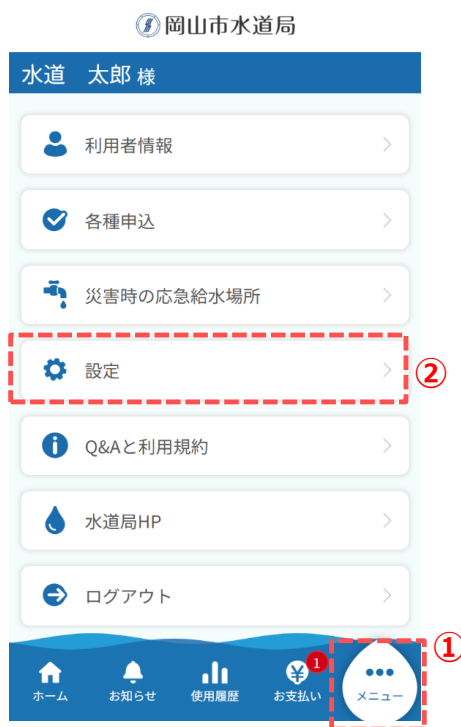 岡山市水道局
水道　太郎 様
利用者情報
各種申込
災害時の応急給水場所
設定
②
Q&Aと利用規約
水道局HP
ログアウト
①
1
ホーム
お知らせ
使用履歴
お支払い
メニュー